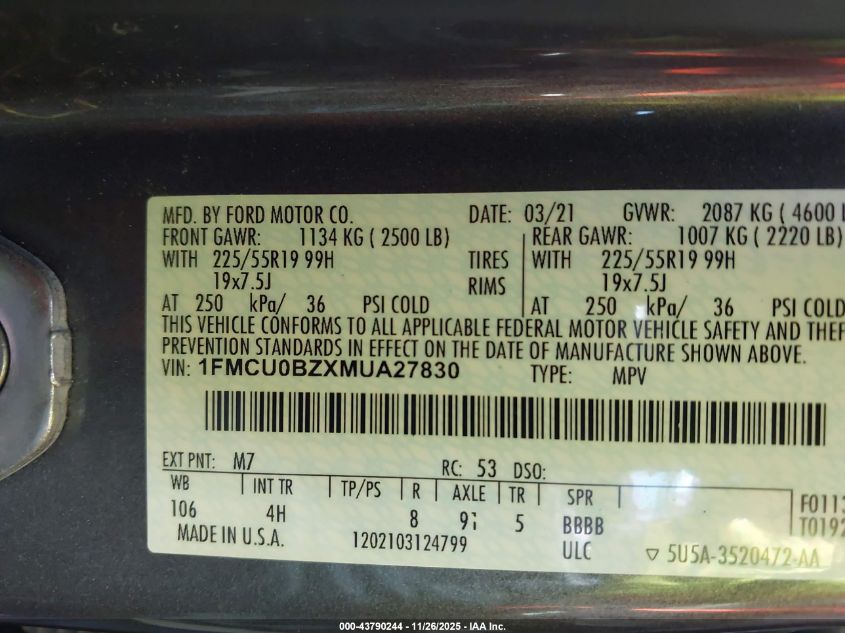 MFD. BY FORD MOTOR CO. DATE: 03/21 GVWR: 2087 KG ( 4600 L
FRONT GAWR: 1134 KG ( 2500 LB) REAR GAWR: 1007 KG ( 2220 LB)
WITH 225/55R19 99H TIRES WITH 225/55R19 99H
19x7.5J RIMS 19x7.5J
AT 250 kPa/ 36 PSI COLD AT 250 kPa/ 36 PSI COLD
THIS VEHICLE CONFORMS TO ALL APPLICABLE FEDERAL MOTOR VEHICLE SAFETY AND THEF
PREVENTION STANDARDS IN EFFECT ON THE DATE OF MANUFACTURE SHOWN ABOVE.
VIN: 1FMCU0BZXMUA27830 TYPE: MPV
EXT PNT: M7 RC: 53 DSO:
WB INT TR TP/PS R AXLE TR SPR
106 4H 8 5 BBBB
F0113
T0192
MADE IN U.S.A. 1202103124799 ULC 5U5A-3520472-AA
000-43790244 - 11/26/2025 - IAA Inc.